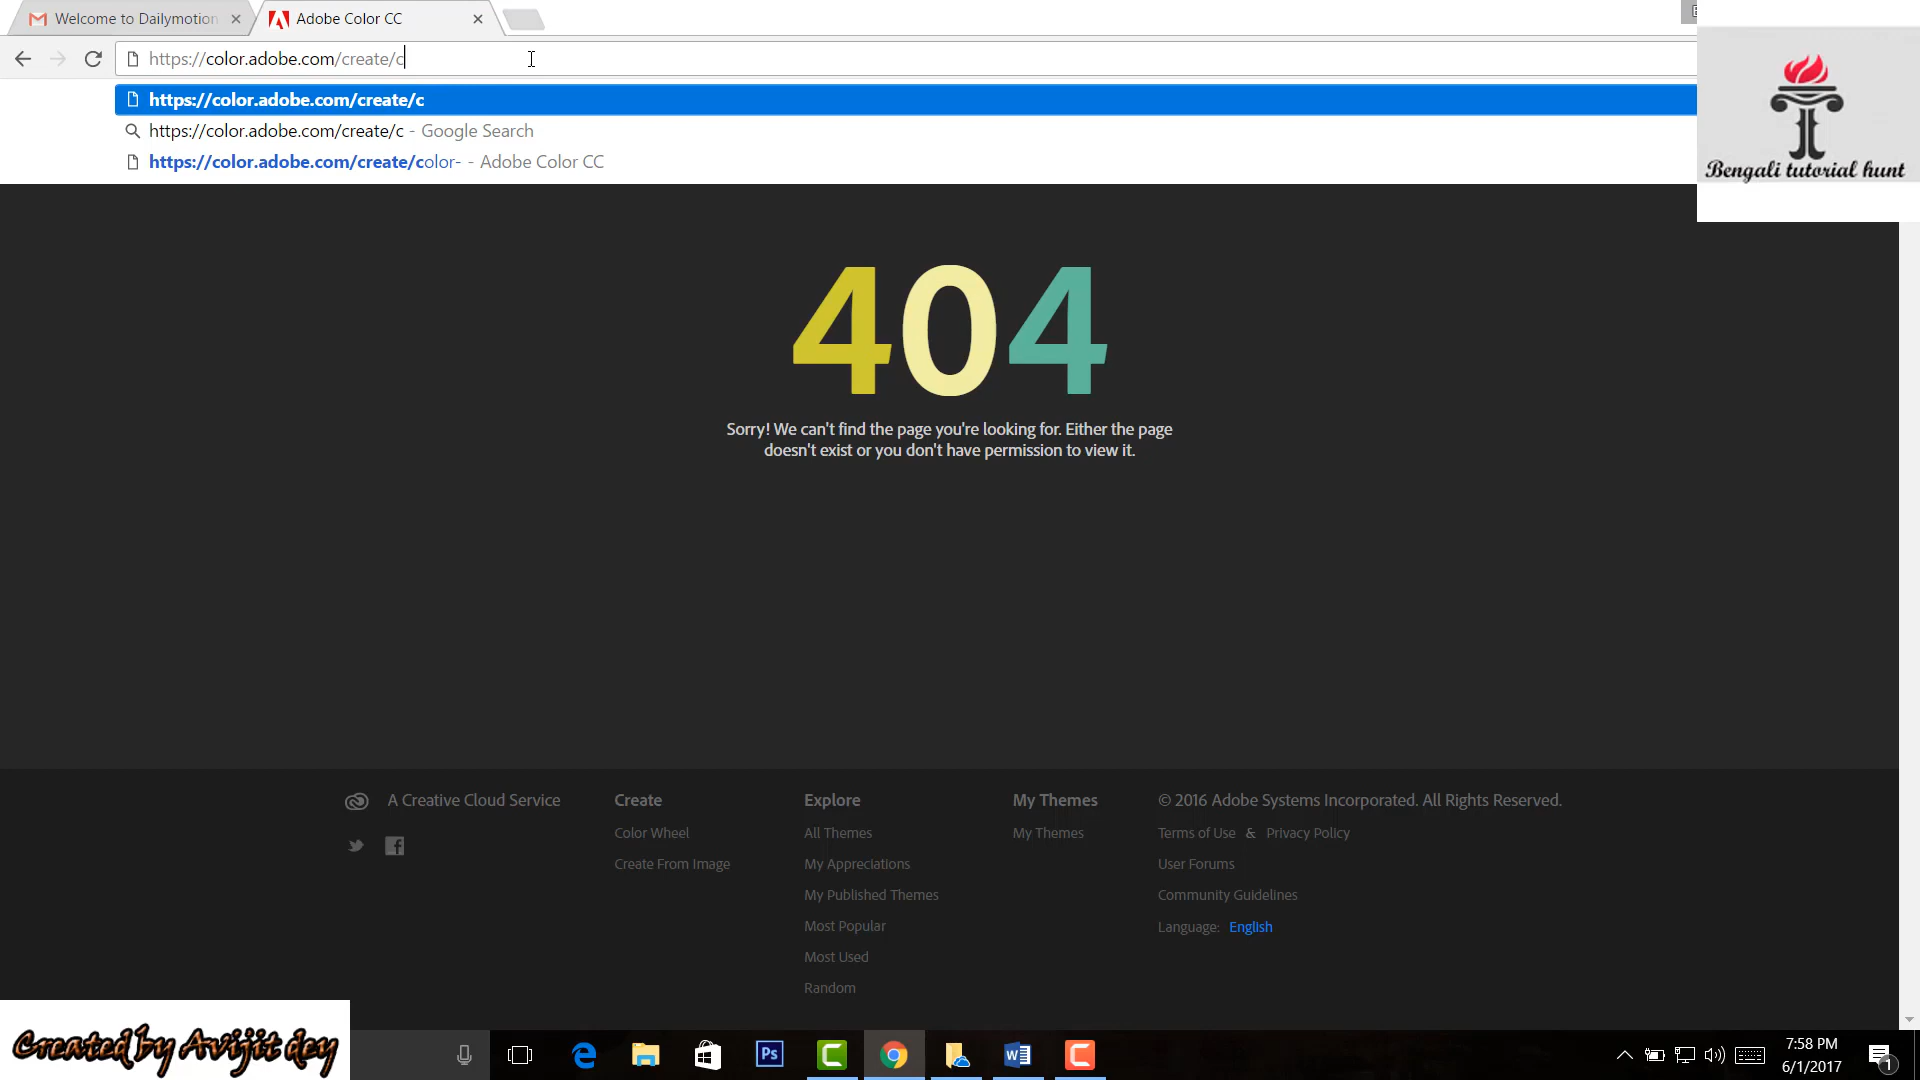 Welcome to Dailymotion
Adobe Color CC
https://color.adobe.com/create/c
https://color.adobe.com/create/c
https://color.adobe.com/create/c - Google Search
https://color.adobe.com/create/color- - Adobe Color CC
Bengali tutorial hunt
404
Sorry! We can't find the page you're looking for. Either the page
doesn't exist or you don't have permission to view it.
A Creative Cloud Service
Create
Color Wheel
Create From Image
Explore
All Themes
My Appreciations
My Published Themes
Most Popular
Most Used
Random
My Themes
My Themes
© 2016 Adobe Systems Incorporated. All Rights Reserved.
Terms of Use & Privacy Policy
User Forums
Community Guidelines
Language: English
Created by Avijit dey
Ps
7:58 PM
6/1/2017
1